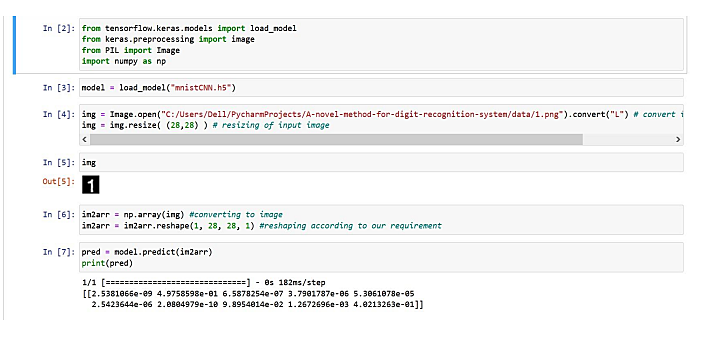 In [2]: from tensorflow.keras.models import load_model
from keras.preprocessing import image
from PIL import Image
import numpy as np
In [3]: model = load_model("mnistCNN.h5")
In [4]: img = Image.open("C:/Users/Dell/PycharmProjects/A-novel-method-for-digit-recognition-system/data/1.png").convert("L") # convert i
img = img.resize( (28,28) ) # resizing of input image
In [5]: img
Out[5]: 1
In [6]: im2arr = np.array(img) #converting to image
im2arr = im2arr.reshape(1, 28, 28, 1) #reshaping according to our requirement
In [7]: pred = model.predict(im2arr)
print(pred)
1/1 [==============================] - 0s 182ms/step
[[2.5381066e-09 4.9758598e-01 6.5878254e-07 3.7901787e-06 5.3061078e-05
2.5423644e-06 2.0804979e-10 9.8954014e-02 1.2672696e-03 4.0213263e-01]]